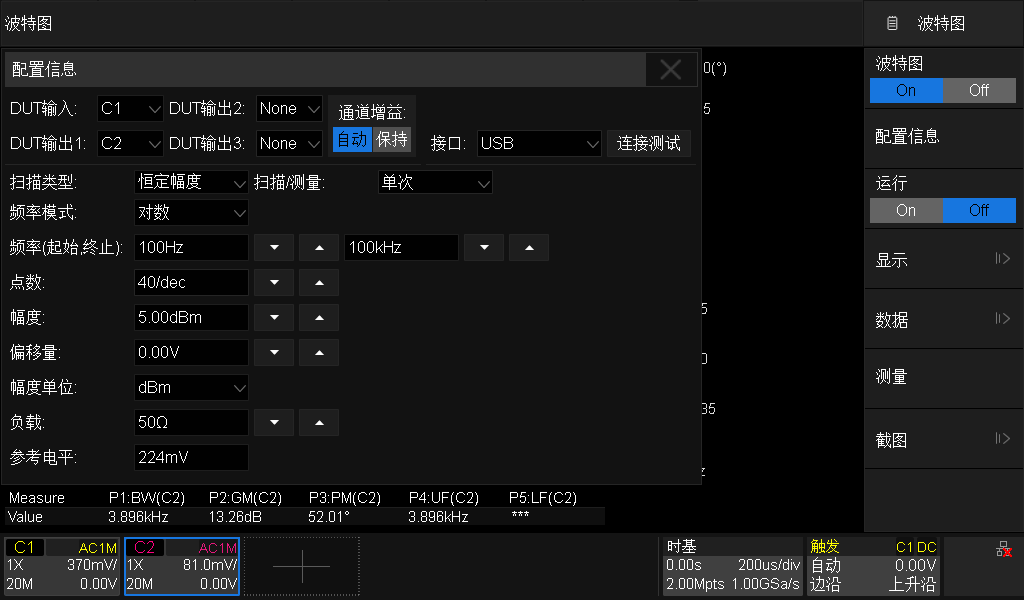 波特图
波特图
配置信息
0(°)
波特图
On Off
DUT输入: C1 DUT输出2: None 通道增益:
5
DUT输出1: C2 DUT输出3: None 自动 保持 接口: USB 连接测试
配置信息
扫描类型: 恒定幅度 扫描/测量: 单次
运行
On Off
频率模式: 对数
频率(起始,终止): 100Hz 100kHz
显示
点数: 40/dec
幅度: 5.00dBm
5
数据
偏移量: 0.00V
0
测量
幅度单位: dBm
35
负载: 50Ω
截图
参考电平: 224mV
Measure P1:BW(C2) P2:GM(C2) P3:PM(C2) P4:UF(C2) P5:LF(C2)
Value 3.896kHz 13.26dB 52.01° 3.896kHz ***
C1 AC1M
1X 370mV/
20M 0.00V
C2 AC1M
1X 81.0mV/
20M 0.00V
时基
0.00s 200us/div
2.00Mpts 1.00GSa/s
触发 C1 DC
自动 0.00V
边沿 上升沿